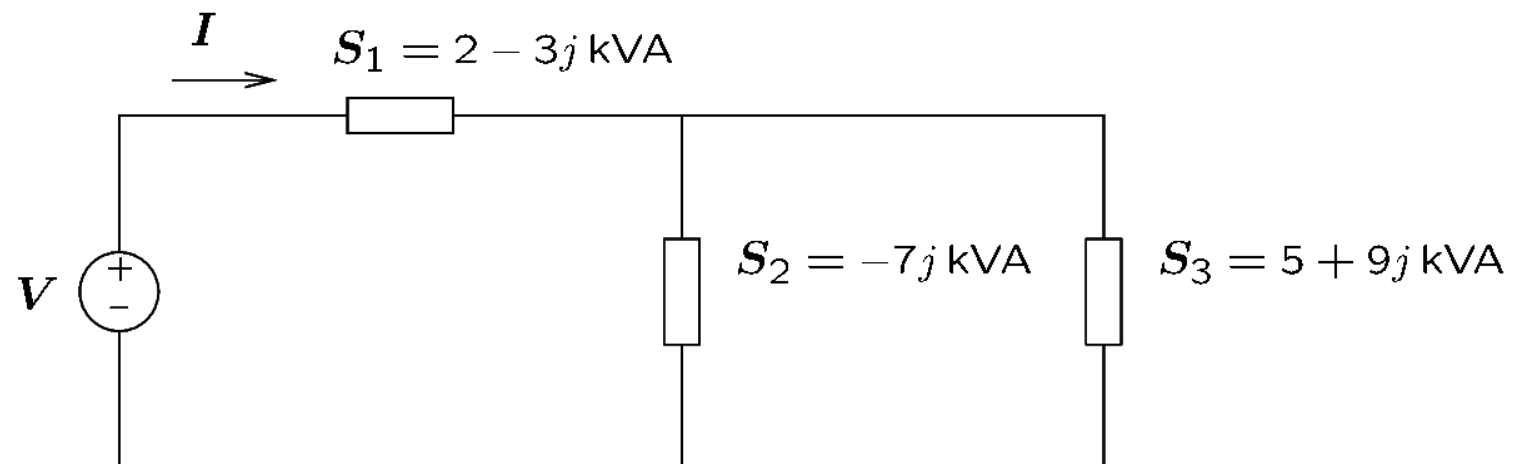 I
S₁ = 2 − 3j kVA
+
−
V
S₂ = −7j kVA
S₃ = 5 + 9j kVA